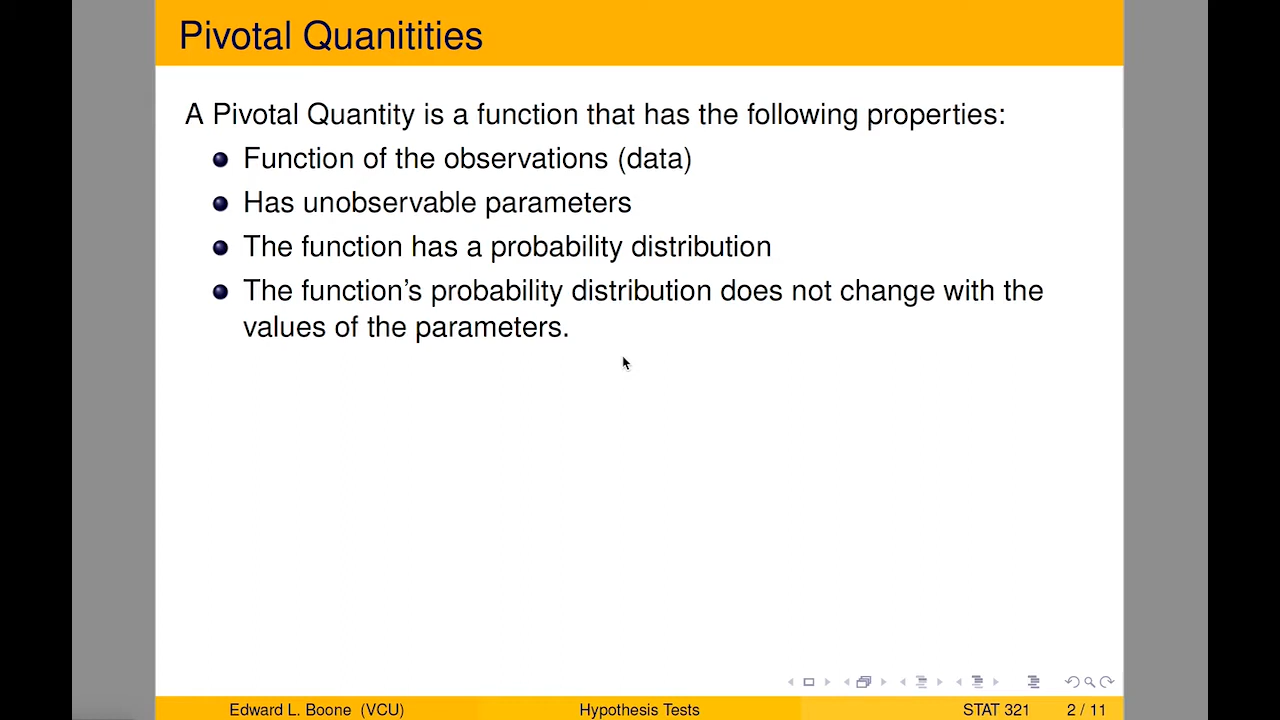 Pivotal Quanitities
A Pivotal Quantity is a function that has the following properties:
Function of the observations (data)
Has unobservable parameters
The function has a probability distribution
The function's probability distribution does not change with the
values of the parameters.
Edward L. Boone (VCU) Hypothesis Tests STAT 321 2 / 11